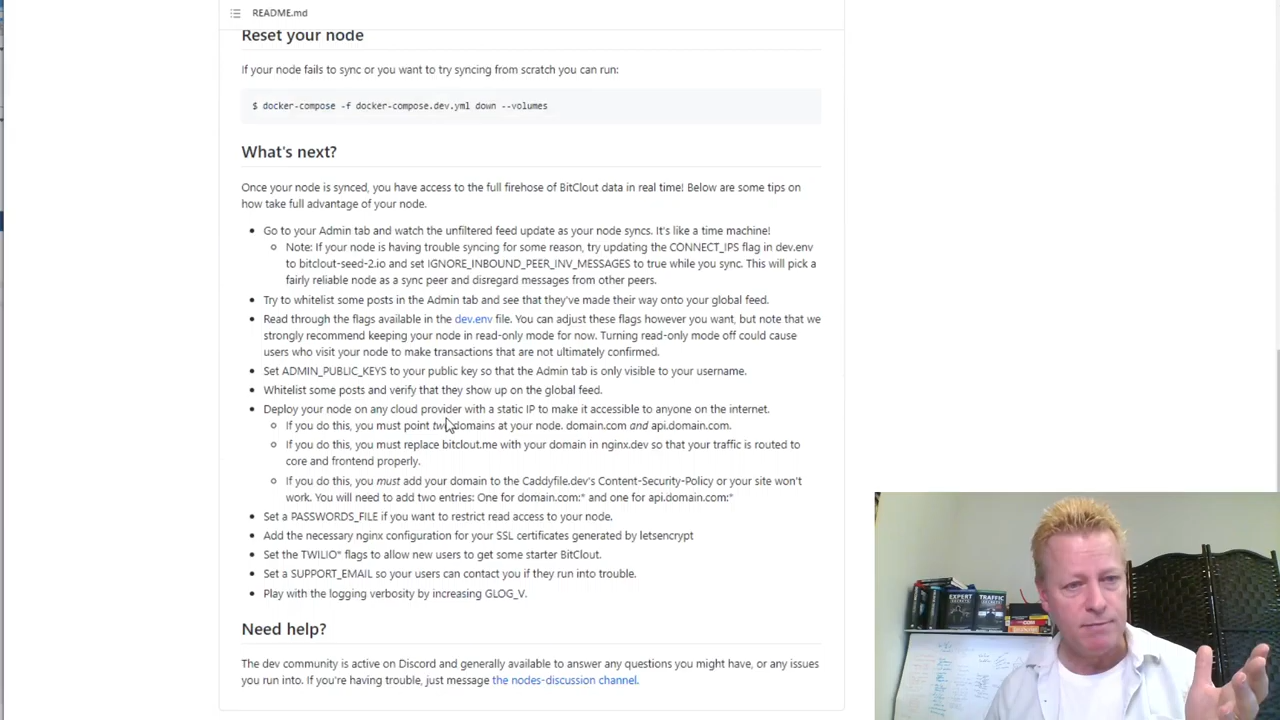 README.md
Reset your node
If your node fails to sync or you want to try syncing from scratch you can run:
$ docker-compose -f docker-compose.dev.yml down --volumes
What's next?
Once your node is synced, you have access to the full firehose of BitClout data in real time! Below are some tips on
how take full advantage of your node.
Go to your Admin tab and watch the unfiltered feed update as your node syncs. It's like a time machine!
Note: If your node is having trouble syncing for some reason, try updating the CONNECT_IPS flag in dev.env
to bitclout-seed-2.io and set IGNORE_INBOUND_PEER_INV_MESSAGES to true while you sync. This will pick a
fairly reliable node as a sync peer and disregard messages from other peers.
Try to whitelist some posts in the Admin tab and see that they've made their way onto your global feed.
Read through the flags available in the dev.env file. You can adjust these flags however you want, but note that we
strongly recommend keeping your node in read-only mode for now. Turning read-only mode off could cause
users who visit your node to make transactions that are not ultimately confirmed.
Set ADMIN_PUBLIC_KEYS to your public key so that the Admin tab is only visible to your username.
Whitelist some posts and verify that they show up on the global feed.
Deploy your node on any cloud provider with a static IP to make it accessible to anyone on the internet.
If you do this, you must point two domains at your node. domain.com and api.domain.com.
If you do this, you must replace bitclout.me with your domain in nginx.dev so that your traffic is routed to
core and frontend properly.
If you do this, you must add your domain to the Caddyfile.dev's Content-Security-Policy or your site won't
work. You will need to add two entries: One for domain.com:* and one for api.domain.com:*
Set a PASSWORDS_FILE if you want to restrict read access to your node.
Add the necessary nginx configuration for your SSL certificates generated by letsencrypt
Set the TWILIO* flags to allow new users to get some starter BitClout.
Set a SUPPORT_EMAIL so your users can contact you if they run into trouble.
Play with the logging verbosity by increasing GLOG_V.
Need help?
The dev community is active on Discord and generally available to answer any questions you might have, or any issues
you run into. If you're having trouble, just message the nodes-discussion channel.
EXPERT
SECRETS
TRAFFIC
SECRETS